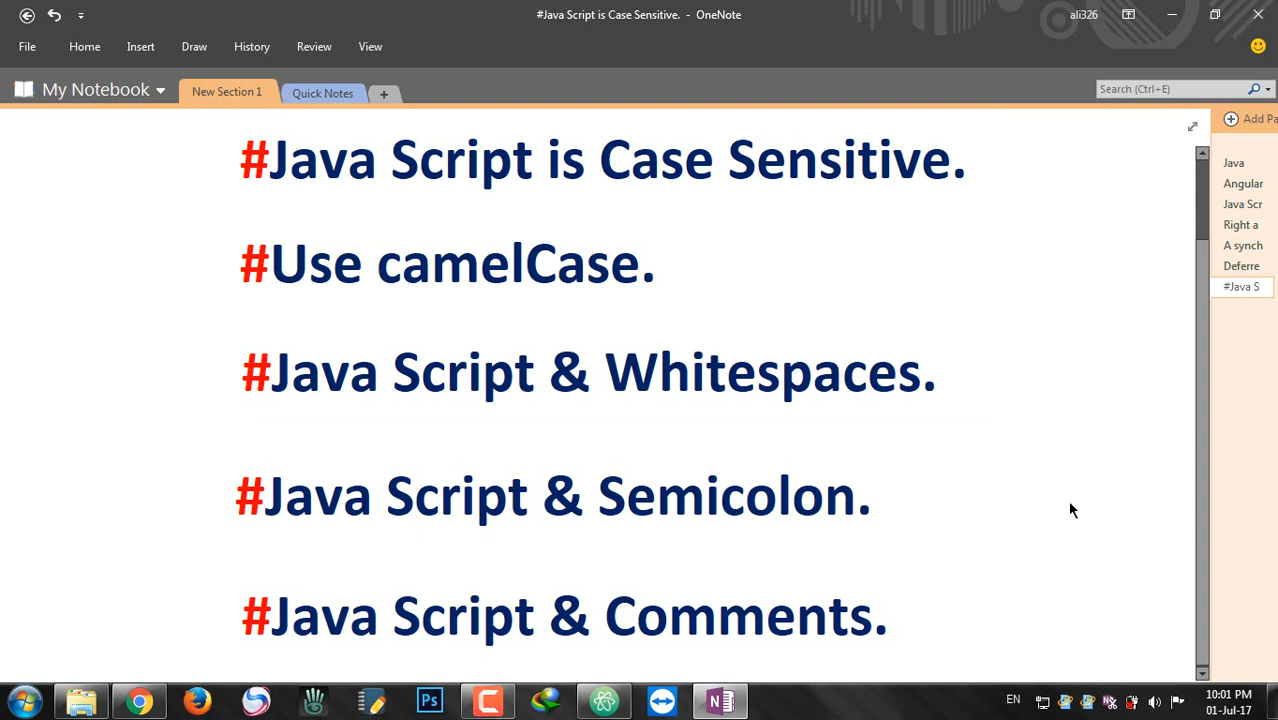 #Java Script is Case Sensitive. - OneNote
ali326
File Home Insert Draw History Review View
My Notebook
New Section 1
Quick Notes
+
Search (Ctrl+E)
Add Pa
#Java Script is Case Sensitive.
#Use camelCase.
#Java Script & Whitespaces.
#Java Script & Semicolon.
#Java Script & Comments.
Java
Angular
Java Scr
Right a
A synch
Deferre
#Java S
Ps
N
EN
10:01 PM
01-Jul-17